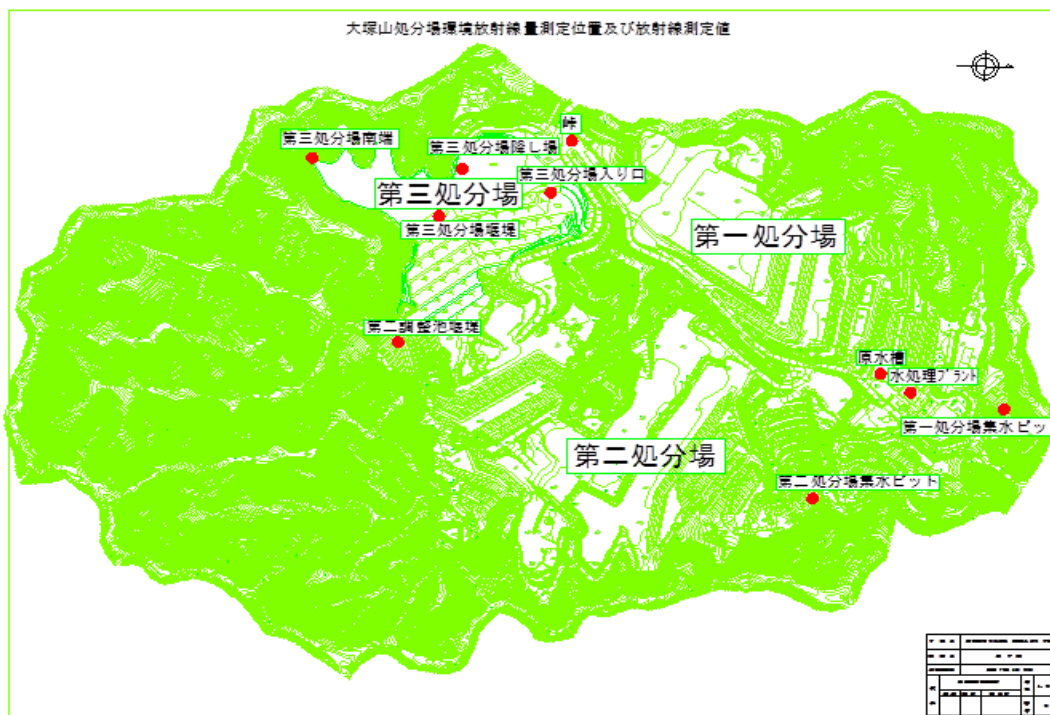 大塚山処分場環境放射線量測定位置及び放射線測定値
峠
第三処分場南端
第三処分場降し場
第三処分場入り口
第三処分場
第三処分場堰堤
第一処分場
第二調整池堰堤
原水槽
水処理プラント
第一処分場集水ピッ
第二処分場
第二処分場集水ピット